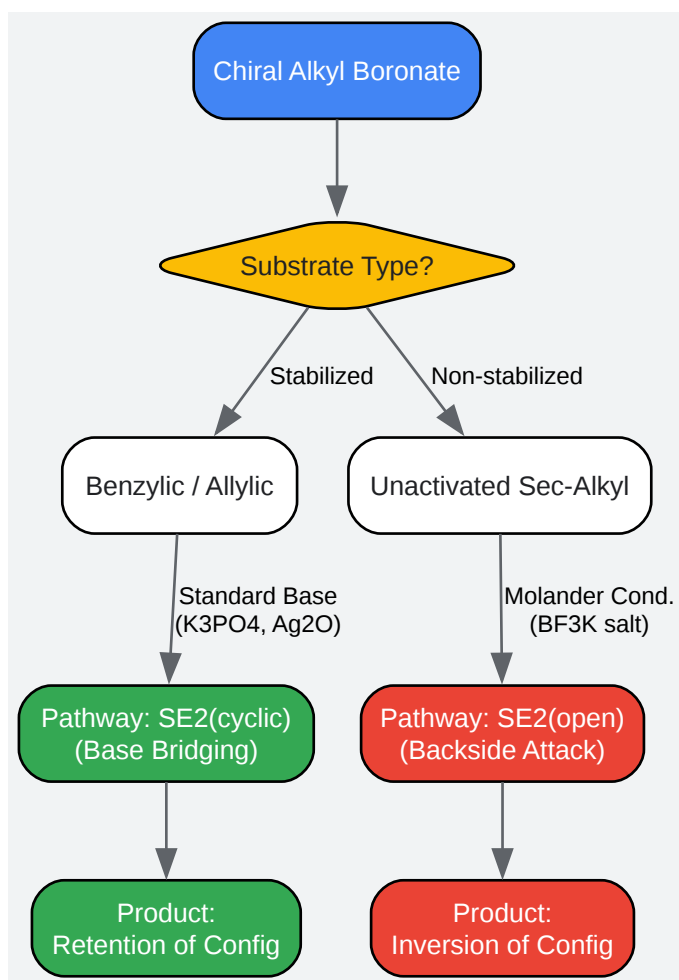 Chiral Alkyl Boronate
Substrate Type?
Stabilized
Non-stabilized
Benzylic / Allylic
Unactivated Sec-Alkyl
Standard Base
(K3PO4, Ag2O)
Molander Cond.
(BF3K salt)
Pathway: SE2(cyclic)
(Base Bridging)
Pathway: SE2(open)
(Backside Attack)
Product:
Retention of Config
Product:
Inversion of Config